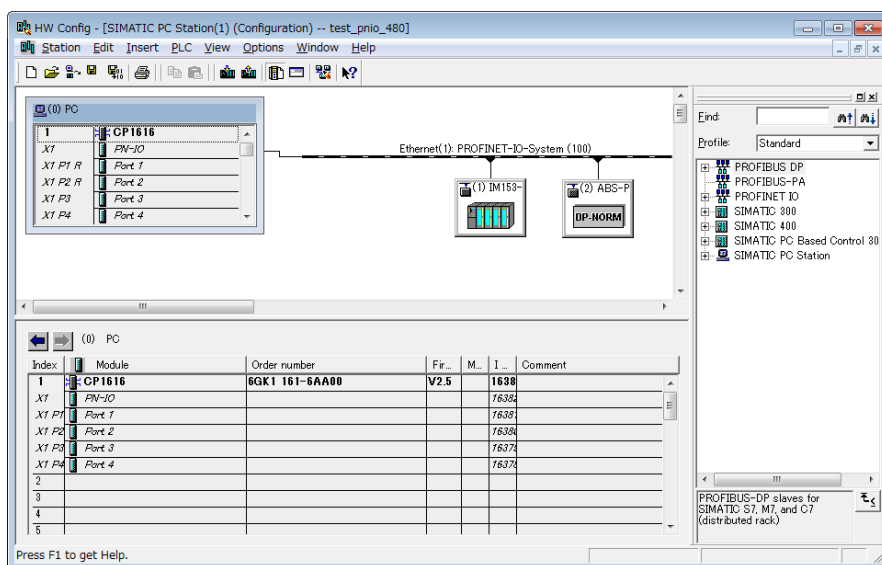 HW Config - [SIMATIC PC Station(1) (Configuration) -- test_pnio_480]
Station Edit Insert PLC View Options Window Help
(0) PC
1 CP1616
X1 PN-IO
X1 P1 R Port 1
X1 P2 R Port 2
X1 P3 Port 3
X1 P4 Port 4
Ethernet(1): PROFINET-IO-System (100)
(1) IM153-
(2) ABS-P
DP-NORM
Find:
Profile: Standard
PROFIBUS DP
PROFIBUS-PA
PROFINET IO
SIMATIC 300
SIMATIC 400
SIMATIC PC Based Control 30
SIMATIC PC Station
(0) PC
Index Module Order number Fir... M... I... Comment
1 CP1616 6GK1 161-6AA00 V2.5 1638
X1 PN-IO
X1 P1 Port 1
X1 P2 Port 2
X1 P3 Port 3
X1 P4 Port 4
2
3
4
5
PROFIBUS-DP slaves for
SIMATIC S7, M7, and C7
(distributed rack)
Press F1 to get Help.